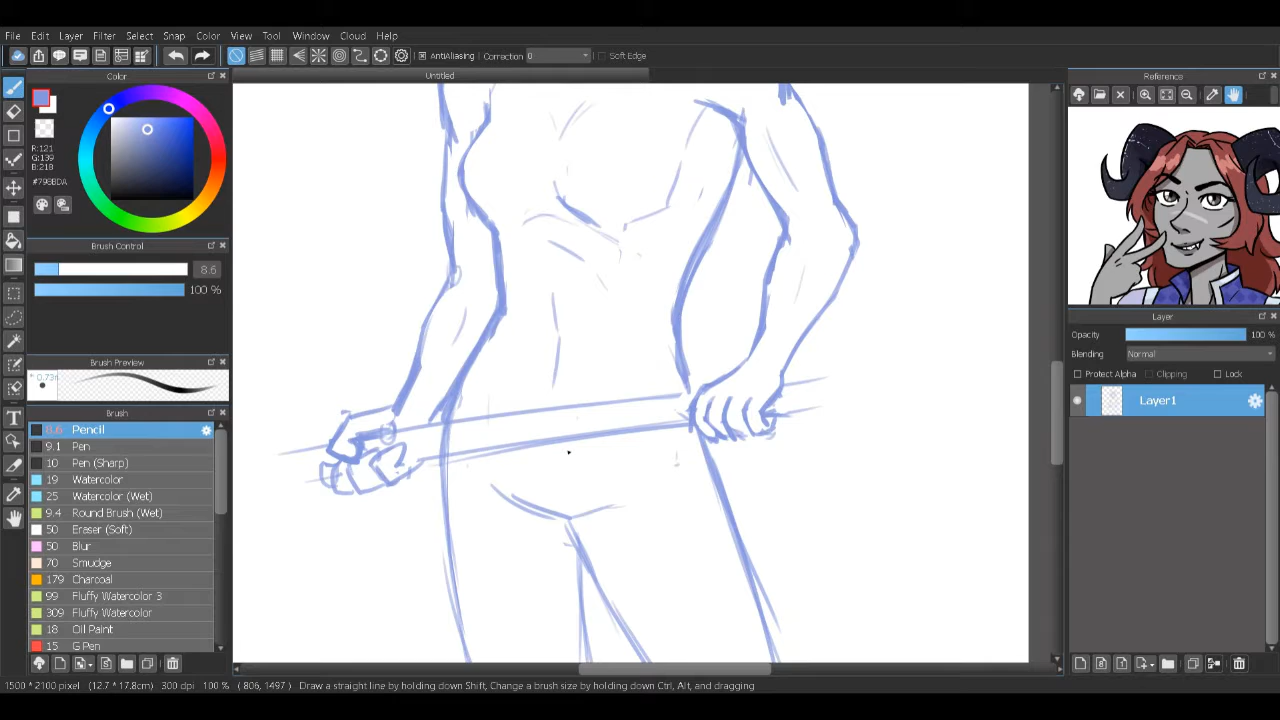 File Edit Layer Filter Select Snap Color View Tool Window Cloud Help
AntiAliasing Correction 0 Soft Edge
Color
Untitled
Reference
R:121
G:139
B:218
#798BDA
Brush Control
8.6
100 %
Brush Preview
0.73
Brush
8.6 Pencil
9.1 Pen
10 Pen (Sharp)
19 Watercolor
25 Watercolor (Wet)
9.4 Round Brush (Wet)
50 Eraser (Soft)
50 Blur
70 Smudge
179 Charcoal
99 Fluffy Watercolor 3
309 Fluffy Watercolor
18 Oil Paint
15 G Pen
Layer
Opacity 100 %
Blending Normal
Protect Alpha Clipping Lock
Layer1
1500 * 2100 pixel (12.7 * 17.8cm) 300 dpi 100 % ( 806, 1497 ) Draw a straight line by holding down Shift, Change a brush size by holding down Ctrl, Alt, and dragging